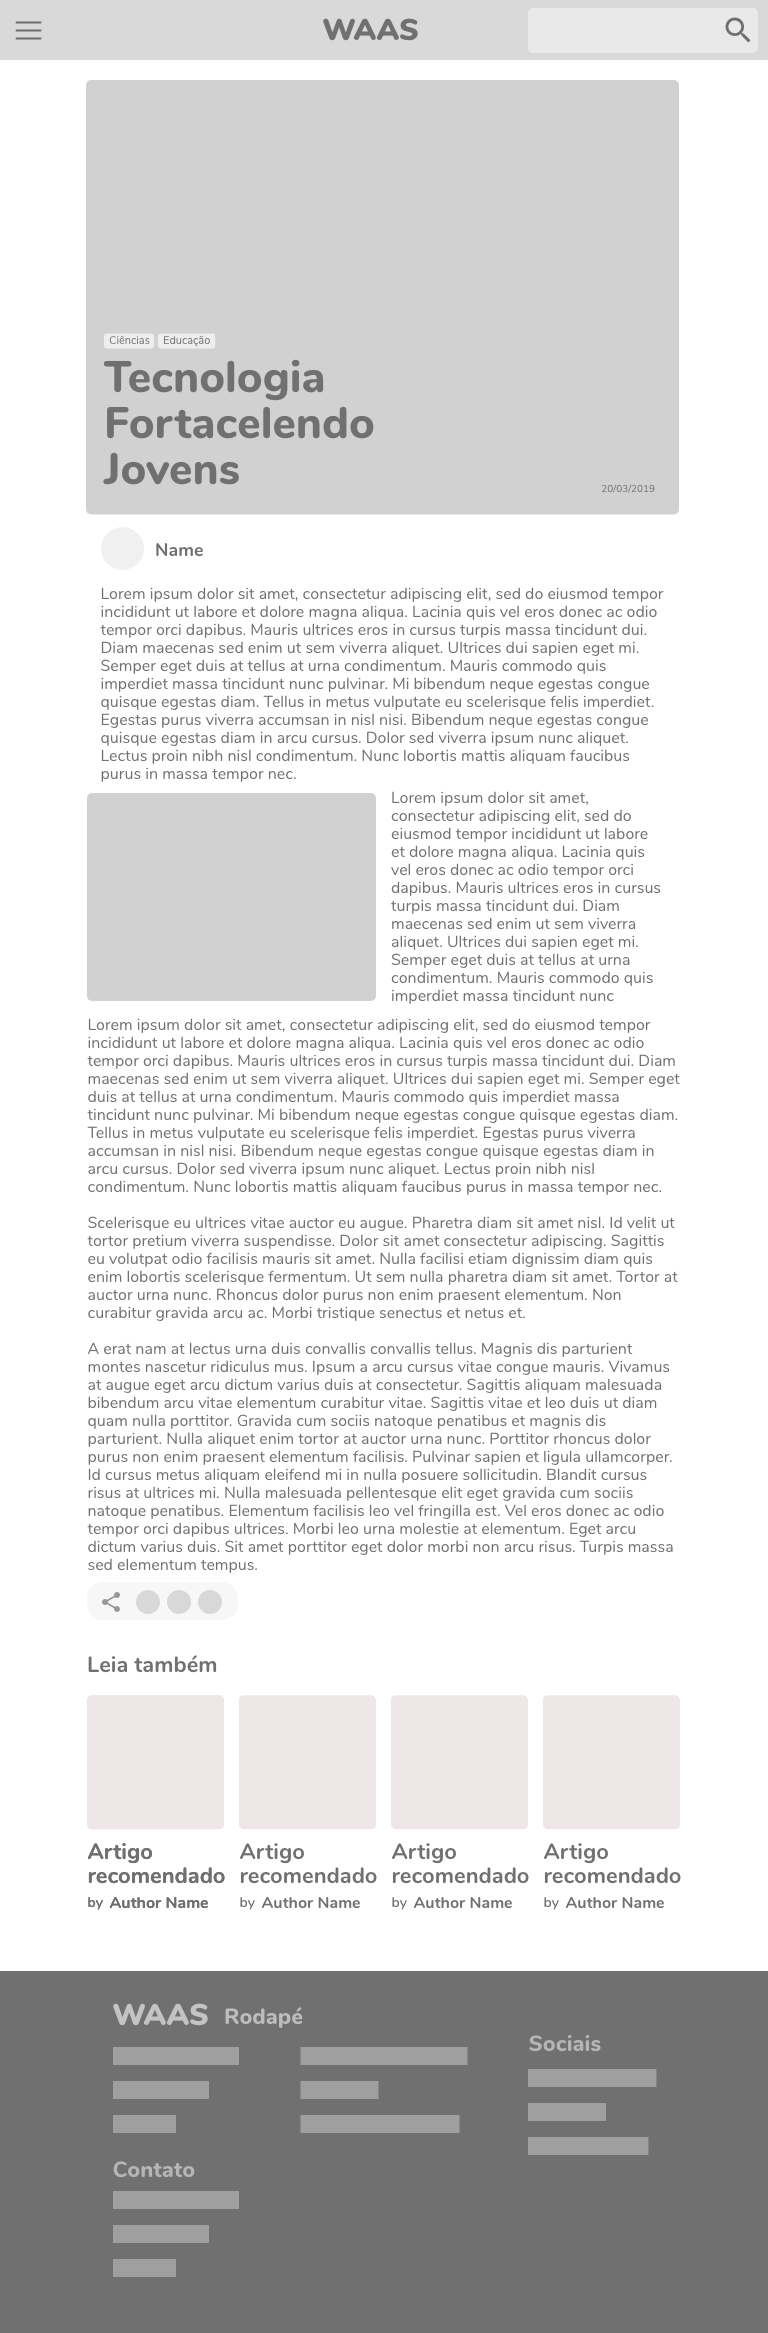 WAAS
Ciências Educação
Tecnologia
Fortacelendo
Jovens
20/03/2019
Name
Lorem ipsum dolor sit amet, consectetur adipiscing elit, sed do eiusmod tempor
incididunt ut labore et dolore magna aliqua. Lacinia quis vel eros donec ac odio
tempor orci dapibus. Mauris ultrices eros in cursus turpis massa tincidunt dui.
Diam maecenas sed enim ut sem viverra aliquet. Ultrices dui sapien eget mi.
Semper eget duis at tellus at urna condimentum. Mauris commodo quis
imperdiet massa tincidunt nunc pulvinar. Mi bibendum neque egestas congue
quisque egestas diam. Tellus in metus vulputate eu scelerisque felis imperdiet.
Egestas purus viverra accumsan in nisl nisi. Bibendum neque egestas congue
quisque egestas diam in arcu cursus. Dolor sed viverra ipsum nunc aliquet.
Lectus proin nibh nisl condimentum. Nunc lobortis mattis aliquam faucibus
purus in massa tempor nec.
Lorem ipsum dolor sit amet,
consectetur adipiscing elit, sed do
eiusmod tempor incididunt ut labore
et dolore magna aliqua. Lacinia quis
vel eros donec ac odio tempor orci
dapibus. Mauris ultrices eros in cursus
turpis massa tincidunt dui. Diam
maecenas sed enim ut sem viverra
aliquet. Ultrices dui sapien eget mi.
Semper eget duis at tellus at urna
condimentum. Mauris commodo quis
imperdiet massa tincidunt nunc
Lorem ipsum dolor sit amet, consectetur adipiscing elit, sed do eiusmod tempor
incididunt ut labore et dolore magna aliqua. Lacinia quis vel eros donec ac odio
tempor orci dapibus. Mauris ultrices eros in cursus turpis massa tincidunt dui. Diam
maecenas sed enim ut sem viverra aliquet. Ultrices dui sapien eget mi. Semper eget
duis at tellus at urna condimentum. Mauris commodo quis imperdiet massa
tincidunt nunc pulvinar. Mi bibendum neque egestas congue quisque egestas diam.
Tellus in metus vulputate eu scelerisque felis imperdiet. Egestas purus viverra
accumsan in nisl nisi. Bibendum neque egestas congue quisque egestas diam in
arcu cursus. Dolor sed viverra ipsum nunc aliquet. Lectus proin nibh nisl
condimentum. Nunc lobortis mattis aliquam faucibus purus in massa tempor nec.
Scelerisque eu ultrices vitae auctor eu augue. Pharetra diam sit amet nisl. Id velit ut
tortor pretium viverra suspendisse. Dolor sit amet consectetur adipiscing. Sagittis
eu volutpat odio facilisis mauris sit amet. Nulla facilisi etiam dignissim diam quis
enim lobortis scelerisque fermentum. Ut sem nulla pharetra diam sit amet. Tortor at
auctor urna nunc. Rhoncus dolor purus non enim praesent elementum. Non
curabitur gravida arcu ac. Morbi tristique senectus et netus et.
A erat nam at lectus urna duis convallis convallis tellus. Magnis dis parturient
montes nascetur ridiculus mus. Ipsum a arcu cursus vitae congue mauris. Vivamus
at augue eget arcu dictum varius duis at consectetur. Sagittis aliquam malesuada
bibendum arcu vitae elementum curabitur vitae. Sagittis vitae et leo duis ut diam
quam nulla porttitor. Gravida cum sociis natoque penatibus et magnis dis
parturient. Nulla aliquet enim tortor at auctor urna nunc. Porttitor rhoncus dolor
purus non enim praesent elementum facilisis. Pulvinar sapien et ligula ullamcorper.
Id cursus metus aliquam eleifend mi in nulla posuere sollicitudin. Blandit cursus
risus at ultrices mi. Nulla malesuada pellentesque elit eget gravida cum sociis
natoque penatibus. Elementum facilisis leo vel fringilla est. Vel eros donec ac odio
tempor orci dapibus ultrices. Morbi leo urna molestie at elementum. Eget arcu
dictum varius duis. Sit amet porttitor eget dolor morbi non arcu risus. Turpis massa
sed elementum tempus.
Leia também
Artigo
recomendado
by Author Name
Artigo
recomendado
by Author Name
Artigo
recomendado
by Author Name
Artigo
recomendado
by Author Name
WAAS Rodapé
Sociais
Contato